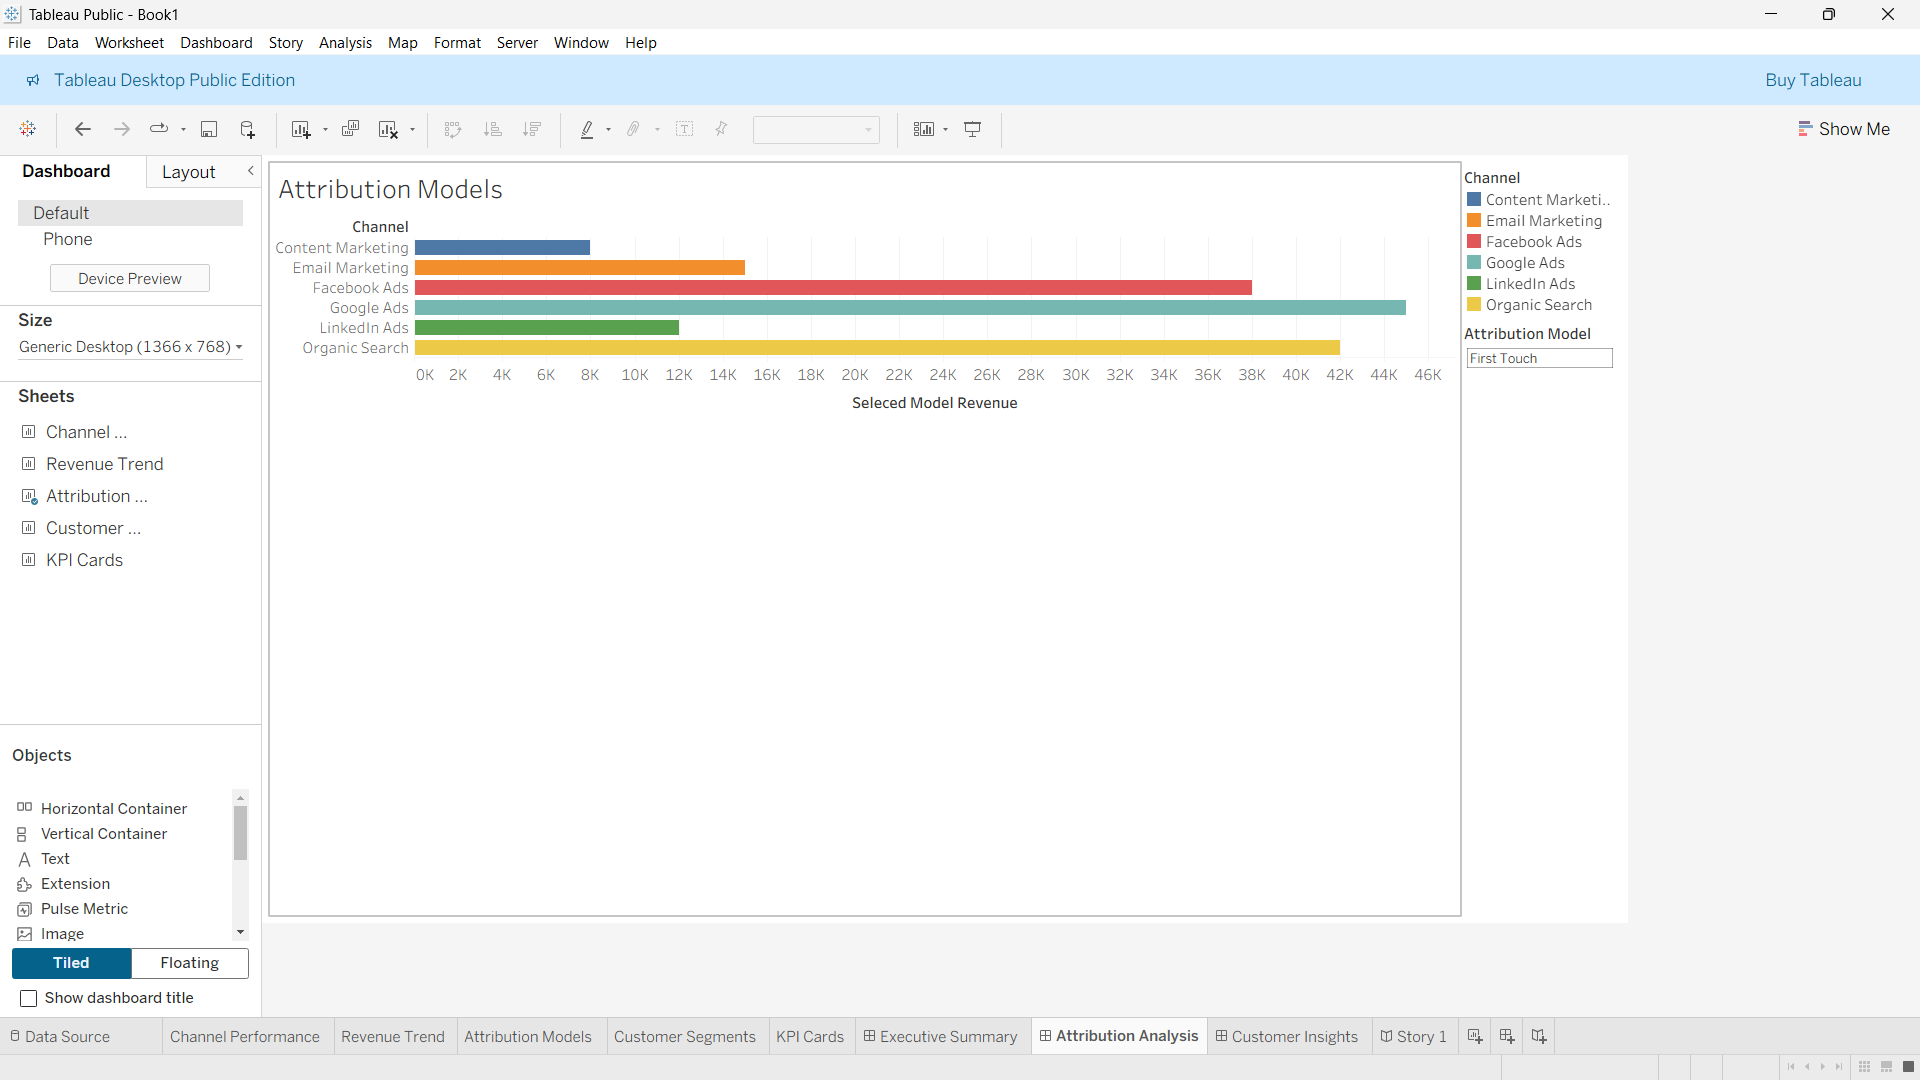 Tableau Public - Book1
File Data Worksheet Dashboard Story Analysis Map Format Server Window Help
Tableau Desktop Public Edition
Buy Tableau
Show Me
Dashboard
Layout
Default
Phone
Device Preview
Size
Generic Desktop (1366 x 768)
Sheets
Channel ...
Revenue Trend
Attribution ...
Customer ...
KPI Cards
Objects
Horizontal Container
Vertical Container
Text
Extension
Pulse Metric
Image
Tiled
Floating
Show dashboard title
Attribution Models
Channel
Content Marketing
Email Marketing
Facebook Ads
Google Ads
LinkedIn Ads
Organic Search
0K 2K 4K 6K 8K 10K 12K 14K 16K 18K 20K 22K 24K 26K 28K 30K 32K 34K 36K 38K 40K 42K 44K 46K
Seleced Model Revenue
Channel
Content Marketi..
Email Marketing
Facebook Ads
Google Ads
LinkedIn Ads
Organic Search
Attribution Model
First Touch
Data Source
Channel Performance
Revenue Trend
Attribution Models
Customer Segments
KPI Cards
Executive Summary
Attribution Analysis
Customer Insights
Story 1